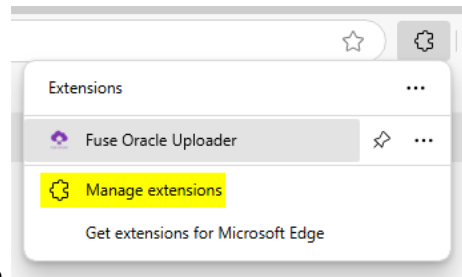 Extensions
Fuse Oracle Uploader
Manage extensions
Get extensions for Microsoft Edge